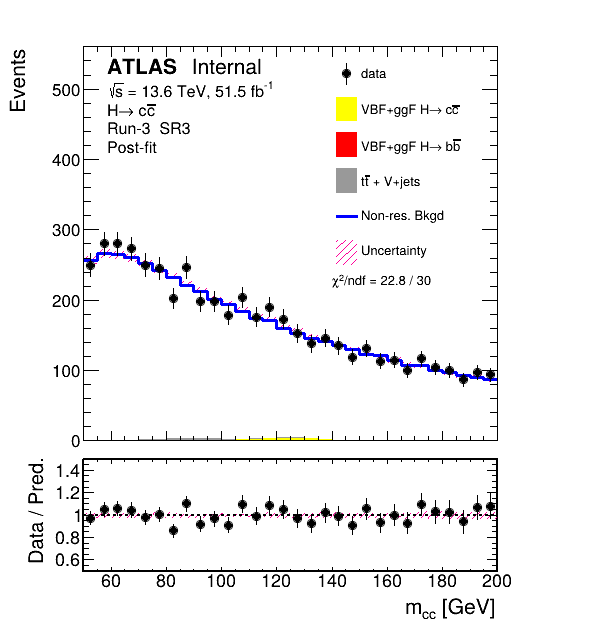 Events
500
400
300
200
100
0
ATLAS Internal
√s = 13.6 TeV, 51.5 fb⁻¹
H→ cc̅
Run-3 SR3
Post-fit
data
VBF+ggF H→ cc̅
VBF+ggF H→ bb̅
tt̅ + V+jets
Non-res. Bkgd
Uncertainty
χ²/ndf = 22.8 / 30
Data / Pred.
1.4
1.2
1
0.8
0.6
60 80 100 120 140 160 180 200
m_cc [GeV]